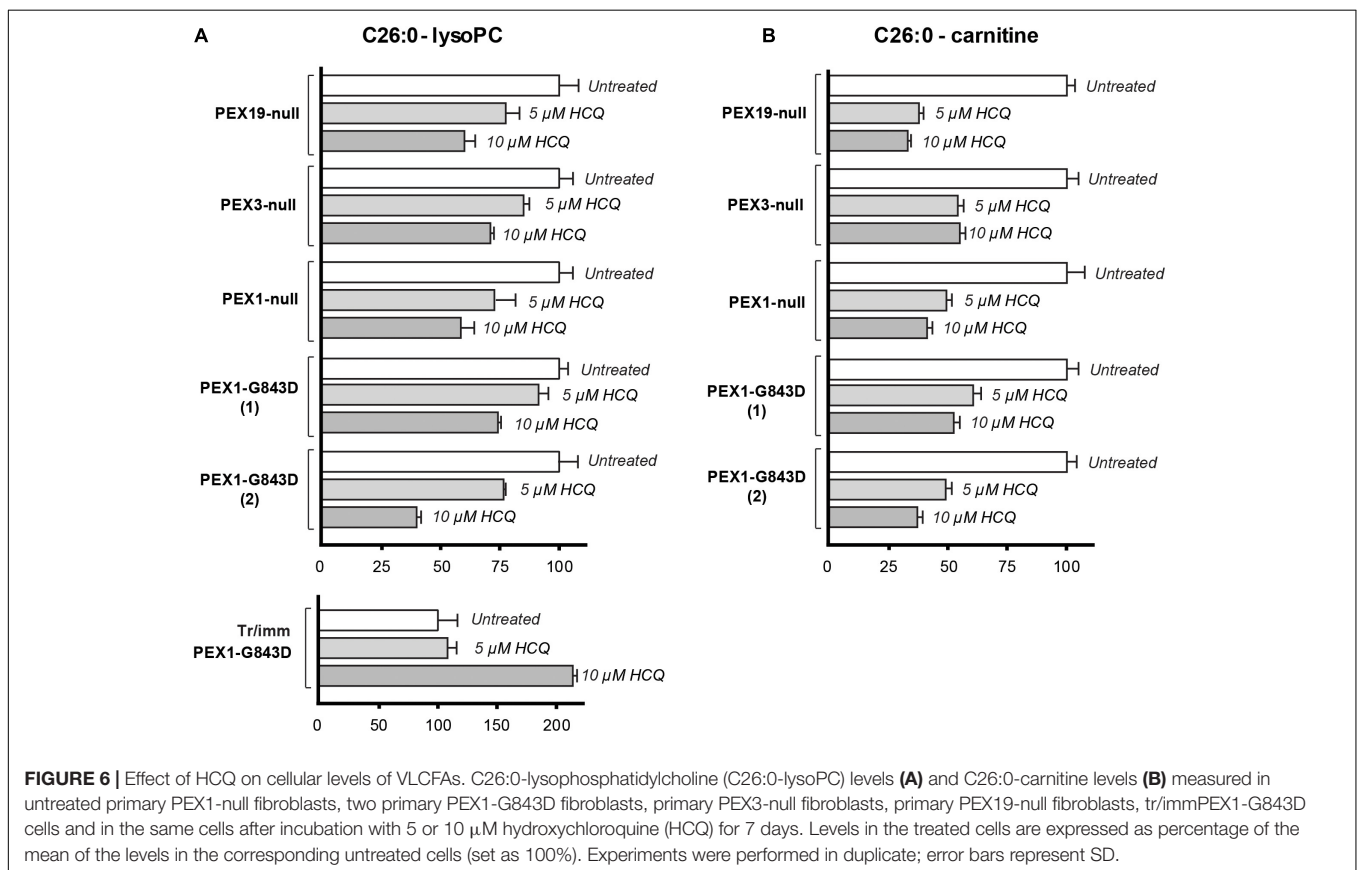 A C26:0 - lysoPC
PEX19-null
Untreated
5 µM HCQ
10 µM HCQ
PEX3-null
Untreated
5 µM HCQ
10 µM HCQ
PEX1-null
Untreated
5 µM HCQ
10 µM HCQ
PEX1-G843D
(1)
Untreated
5 µM HCQ
10 µM HCQ
PEX1-G843D
(2)
Untreated
5 µM HCQ
10 µM HCQ
0 25 50 75 100
Tr/imm
PEX1-G843D
Untreated
5 µM HCQ
10 µM HCQ
0 50 100 150 200
B C26:0 - carnitine
PEX19-null
Untreated
5 µM HCQ
10 µM HCQ
PEX3-null
Untreated
5 µM HCQ
10 µM HCQ
PEX1-null
Untreated
5 µM HCQ
10 µM HCQ
PEX1-G843D
(1)
Untreated
5 µM HCQ
10 µM HCQ
PEX1-G843D
(2)
Untreated
5 µM HCQ
10 µM HCQ
0 25 50 75 100
FIGURE 6 | Effect of HCQ on cellular levels of VLCFAs. C26:0-lysophosphatidylcholine (C26:0-lysoPC) levels (A) and C26:0-carnitine levels (B) measured in
untreated primary PEX1-null fibroblasts, two primary PEX1-G843D fibroblasts, primary PEX3-null fibroblasts, primary PEX19-null fibroblasts, tr/immPEX1-G843D
cells and in the same cells after incubation with 5 or 10 µM hydroxychloroquine (HCQ) for 7 days. Levels in the treated cells are expressed as percentage of the
mean of the levels in the corresponding untreated cells (set as 100%). Experiments were performed in duplicate; error bars represent SD.